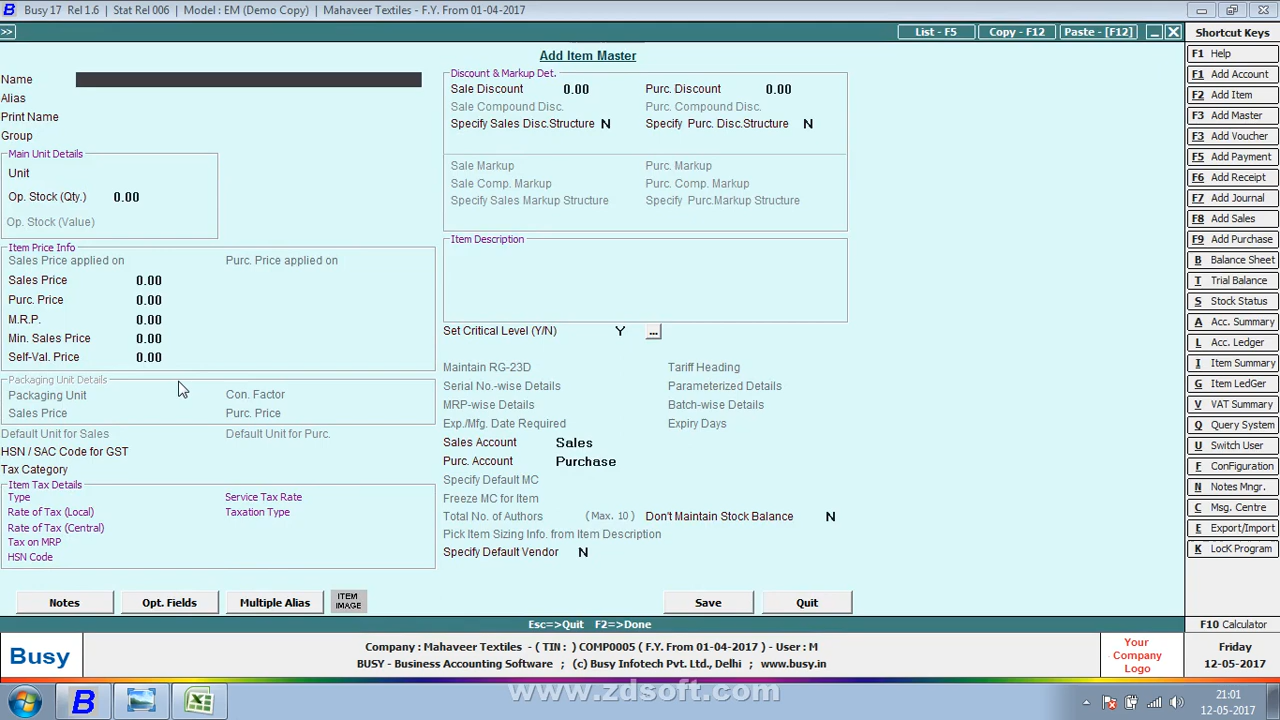 Busy 17 Rel 1.6 | Stat Rel 006 | Model : EM (Demo Copy) | Mahaveer Textiles - F.Y. From 01-04-2017
>>
List - F5
Copy - F12
Paste - [F12]
Shortcut Keys
Add Item Master
Name
Alias
Print Name
Group
Main Unit Details
Unit
Op. Stock (Qty.) 0.00
Op. Stock (Value)
Item Price Info
Sales Price applied on
Purc. Price applied on
Sales Price 0.00
Purc. Price 0.00
M.R.P. 0.00
Min. Sales Price 0.00
Self-Val. Price 0.00
Packaging Unit Details
Packaging Unit
Con. Factor
Sales Price
Purc. Price
Default Unit for Sales
Default Unit for Purc.
HSN / SAC Code for GST
Tax Category
Item Tax Details
Type
Service Tax Rate
Rate of Tax (Local)
Taxation Type
Rate of Tax (Central)
Tax on MRP
HSN Code
Notes
Opt. Fields
Multiple Alias
ITEM
IMAGE
Discount & Markup Det.
Sale Discount 0.00
Purc. Discount 0.00
Sale Compound Disc.
Purc. Compound Disc.
Specify Sales Disc.Structure N
Specify Purc. Disc.Structure N
Sale Markup
Purc. Markup
Sale Comp. Markup
Purc. Comp. Markup
Specify Sales Markup Structure
Specify Purc.Markup Structure
Item Description
Set Critical Level (Y/N) Y ...
Maintain RG-23D
Tariff Heading
Serial No.-wise Details
Parameterized Details
MRP-wise Details
Batch-wise Details
Exp./Mfg. Date Required
Expiry Days
Sales Account Sales
Purc. Account Purchase
Specify Default MC
Freeze MC for Item
Total No. of Authors (Max. 10)
Don't Maintain Stock Balance N
Pick Item Sizing Info. from Item Description
Specify Default Vendor N
Save
Quit
F1 Help
F1 Add Account
F2 Add Item
F3 Add Master
F3 Add Voucher
F5 Add Payment
F6 Add Receipt
F7 Add Journal
F8 Add Sales
F9 Add Purchase
B Balance Sheet
T Trial Balance
S Stock Status
A Acc. Summary
L Acc. Ledger
I Item Summary
G Item LedGer
V VAT Summary
Q Query System
U Switch User
F ConFiguration
N Notes Mngr.
C Msg. Centre
E Export/Import
K LocK Program
F10 Calculator
Esc=>Quit F2=>Done
Busy
Company : Mahaveer Textiles - ( TIN : ) COMP0005 ( F.Y. From 01-04-2017 ) - User : M
BUSY - Business Accounting Software ; (c) Busy Infotech Pvt. Ltd., Delhi ; www.busy.in
Your
Company
Logo
Friday
12-05-2017
www.zdsoft.com
21:01
12-05-2017